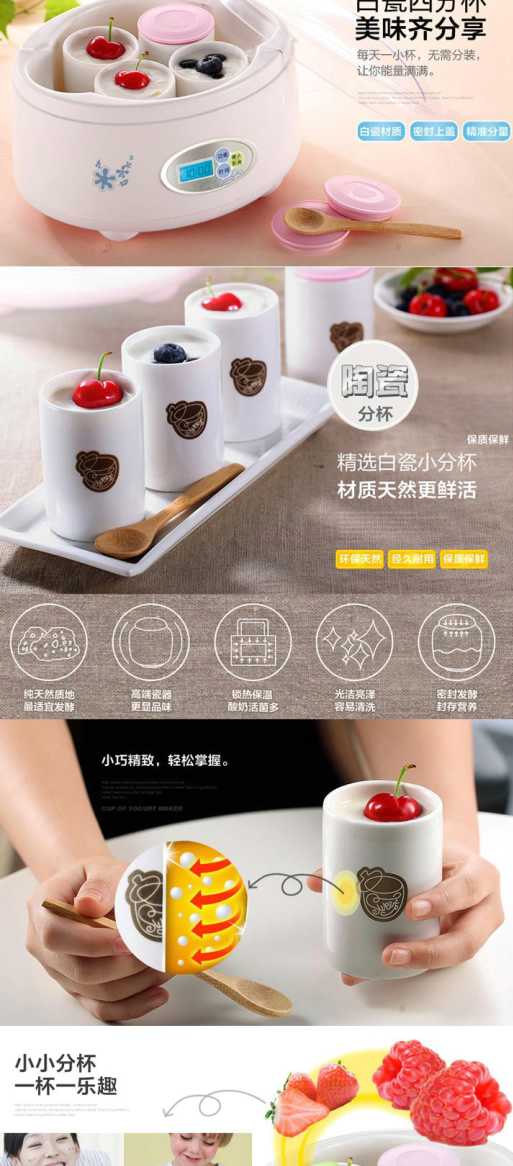 白瓷四分杯
美味齐分享
每天一小杯，无需分装，
让你能量满满。
白瓷材质 密封上盖 精准分量
陶瓷
分杯
保质保鲜
精选白瓷小分杯
材质天然更鲜活
环保天然 经久耐用 保质保鲜
纯天然质地
最适宜发酵
高端瓷器
更显品味
锁热保温
酸奶活菌多
光洁亮泽
容易清洗
密封发酵
封存营养
小巧精致，轻松掌握。
CUP OF YOGURT MAKER
小小分杯
一杯一乐趣